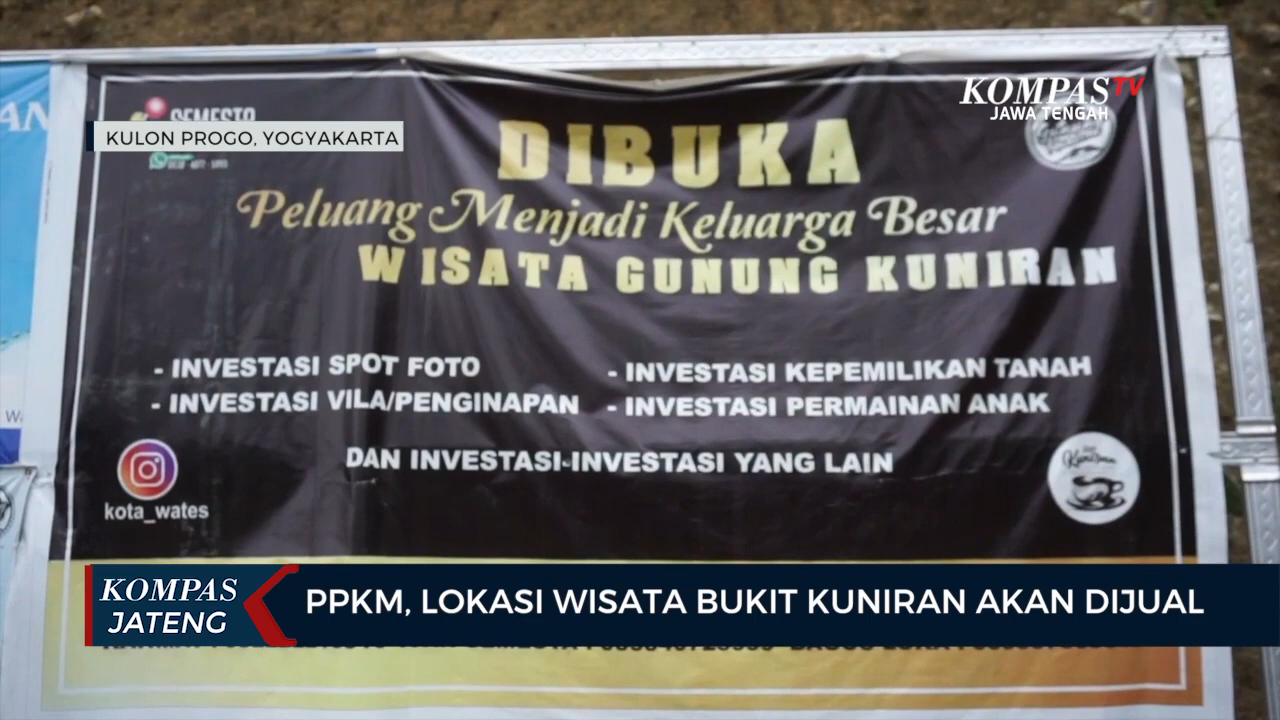 KOMPAS TV
JAWA TENGAH
SEMESTO
KULON PROGO, YOGYAKARTA
DIBUKA
Peluang Menjadi Keluarga Besar
WISATA GUNUNG KUNIRAN
- INVESTASI SPOT FOTO
- INVESTASI KEPEMILIKAN TANAH
- INVESTASI VILA/PENGINAPAN
- INVESTASI PERMAINAN ANAK
DAN INVESTASI-INVESTASI YANG LAIN
kota_wates
Kuniran
KOMPAS
JATENG
PPKM, LOKASI WISATA BUKIT KUNIRAN AKAN DIJUAL